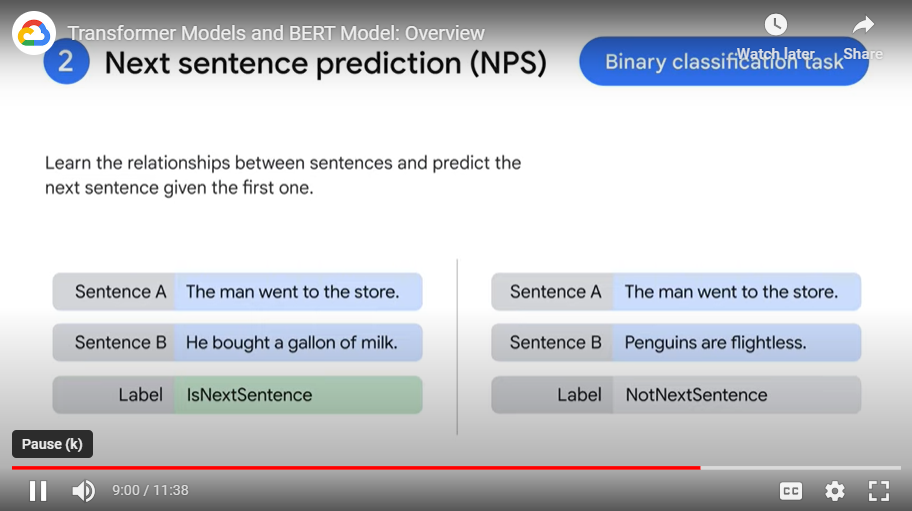 Transformer Models and BERT Model: Overview
Watch later
Share
2 Next sentence prediction (NPS)
Binary classification task
Learn the relationships between sentences and predict the
next sentence given the first one.
Sentence A The man went to the store.
Sentence B He bought a gallon of milk.
Label IsNextSentence
Sentence A The man went to the store.
Sentence B Penguins are flightless.
Label NotNextSentence
Pause (k)
9:00 / 11:38
CC